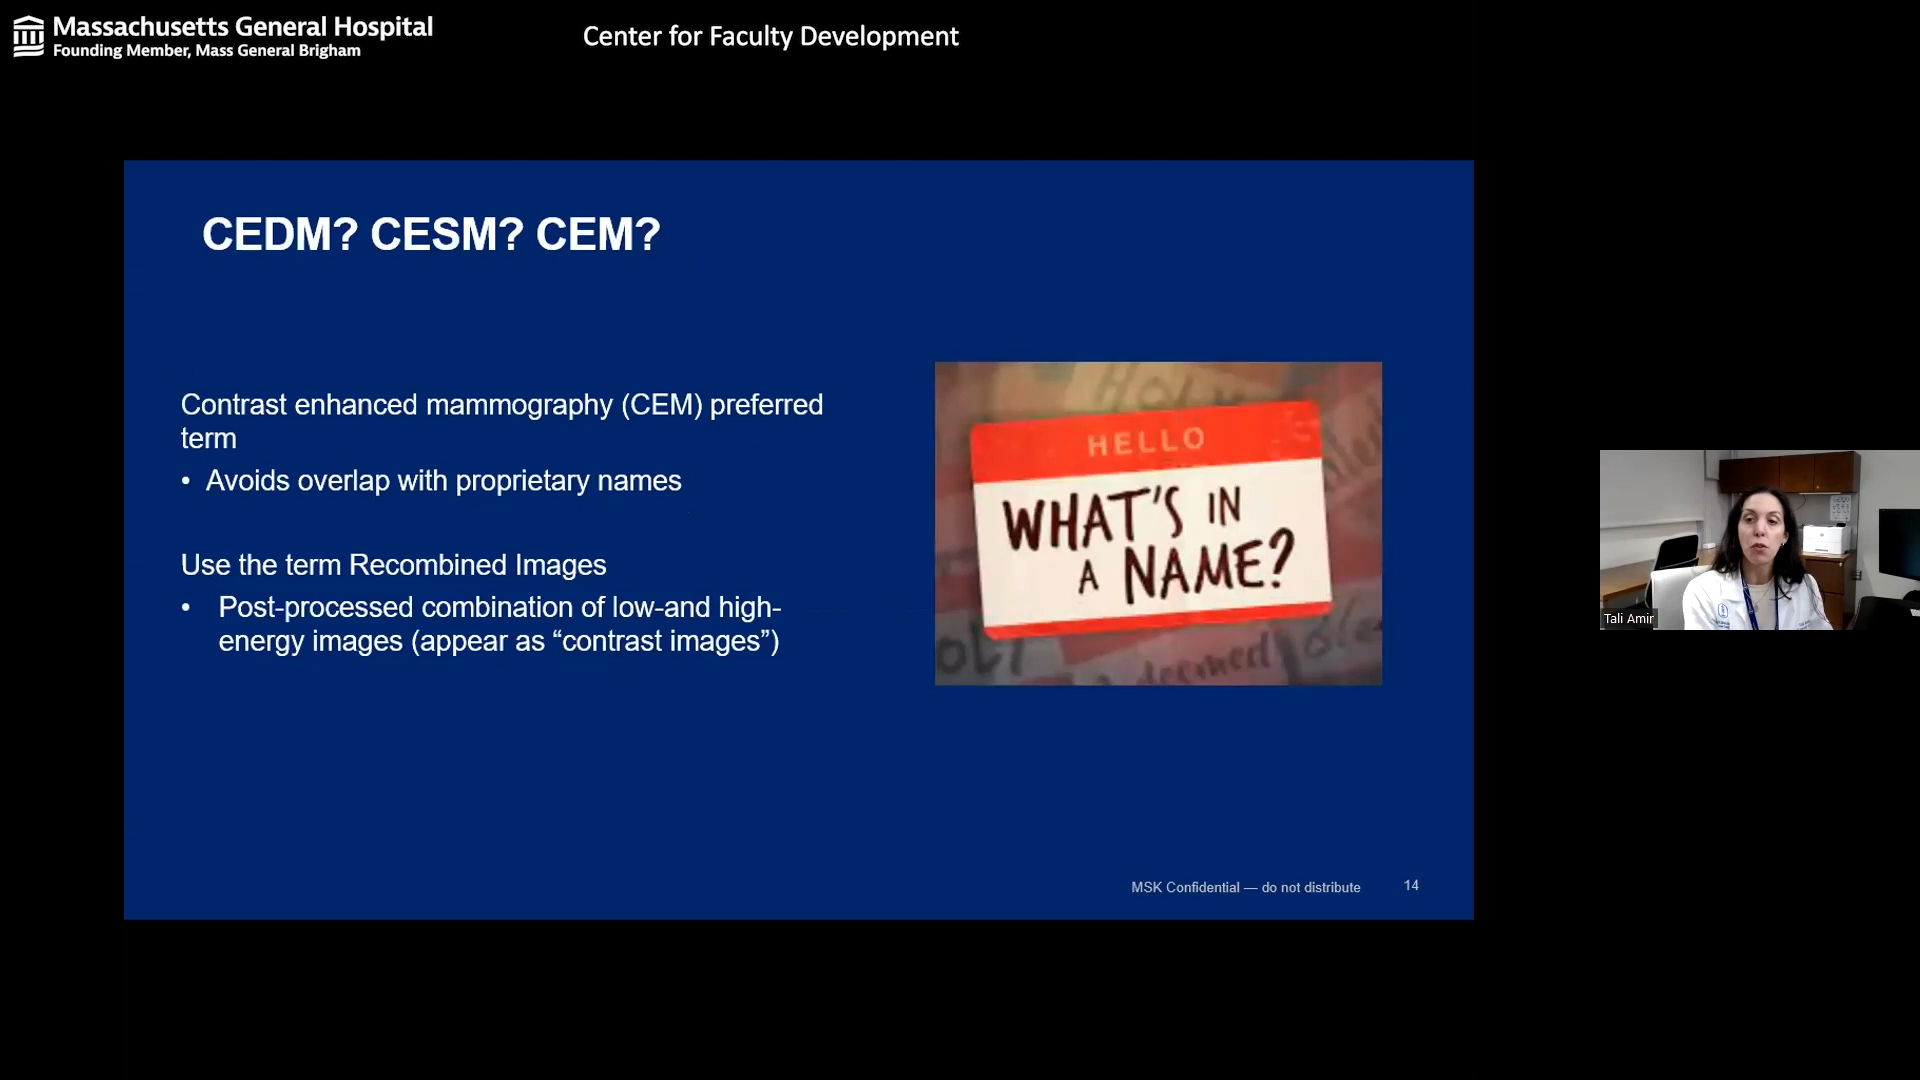 Massachusetts General Hospital
Founding Member, Mass General Brigham
Center for Faculty Development
CEDM? CESM? CEM?
Contrast enhanced mammography (CEM) preferred
term
• Avoids overlap with proprietary names
Use the term Recombined Images
• Post-processed combination of low-and high-
energy images (appear as “contrast images”)
HELLO
WHAT'S IN
A NAME?
MSK Confidential — do not distribute
14
Tali Amir